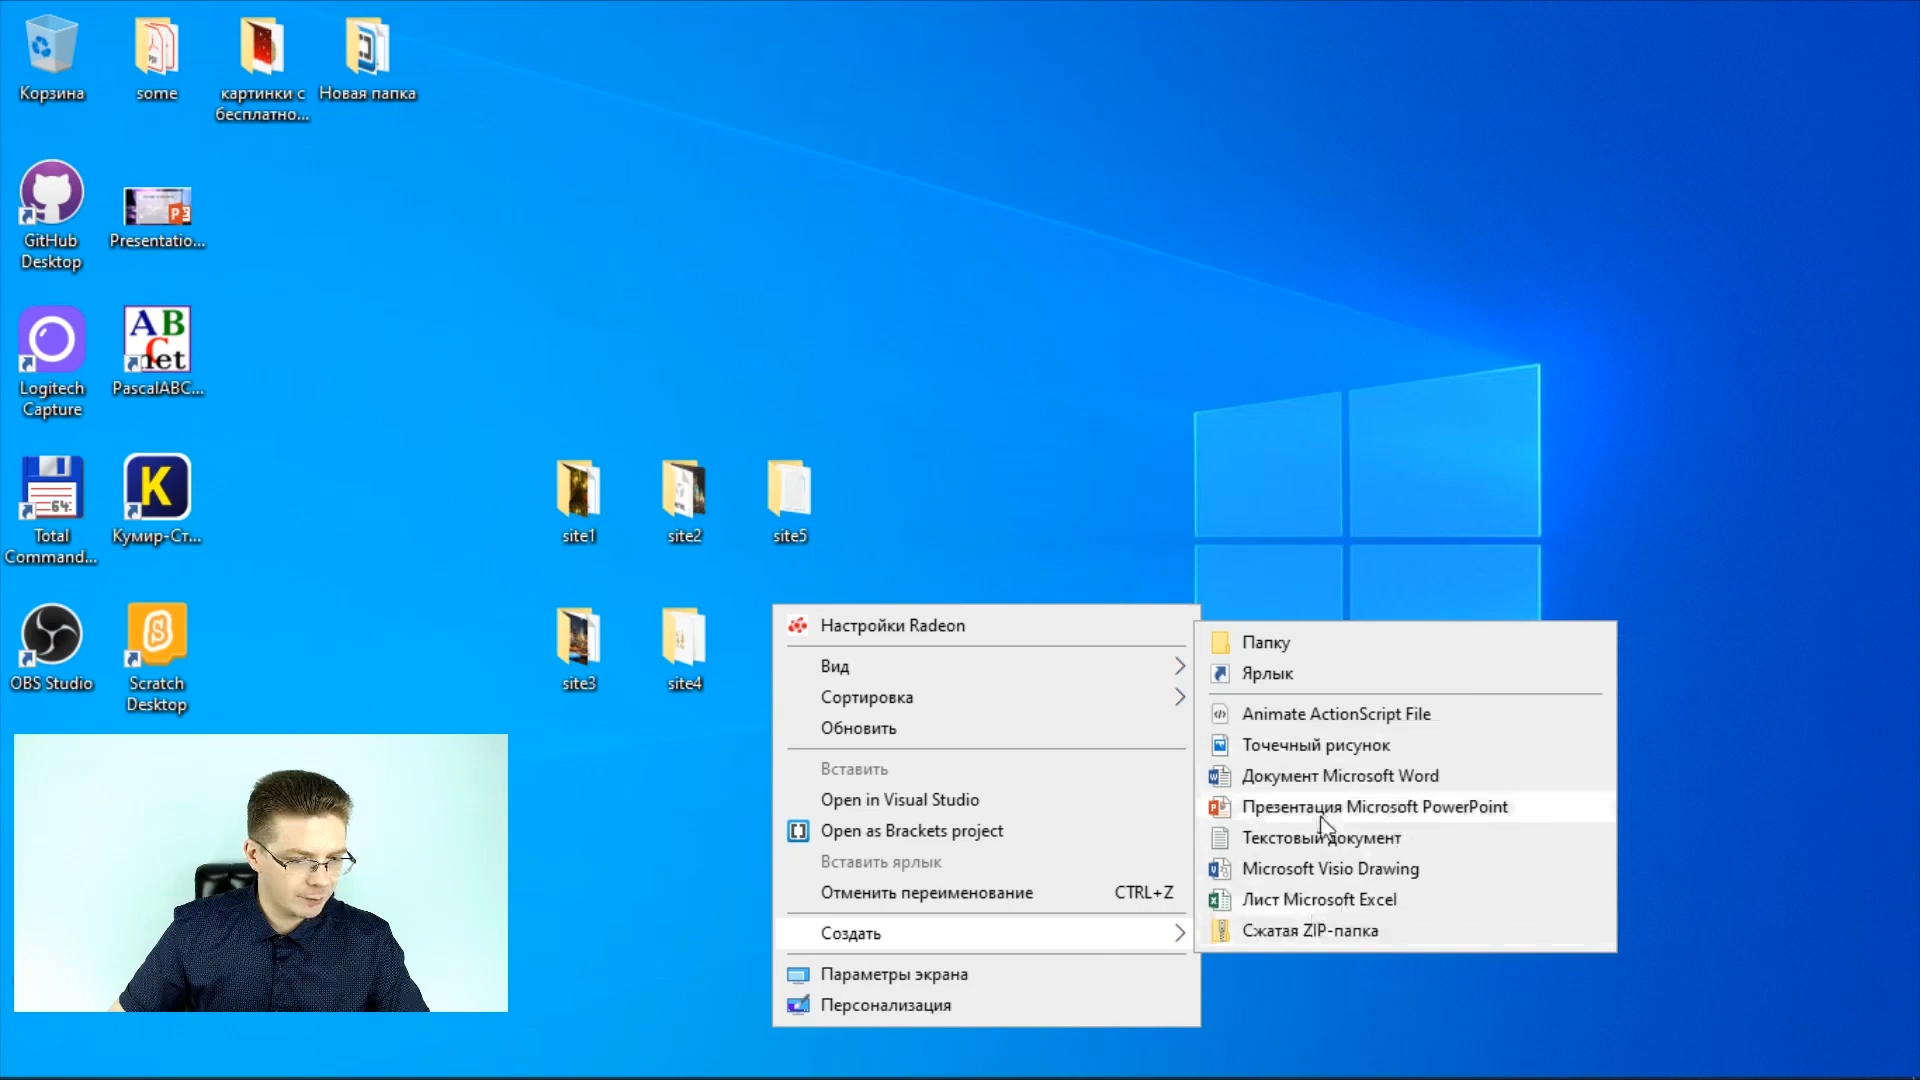 Корзина
some
картинки с
бесплатно...
Новая папка
GitHub
Desktop
Presentatio...
Logitech
Capture
PascalABC...
Total
Command...
Кумир-Ст...
OBS Studio
Scratch
Desktop
site1
site2
site5
site3
site4
Настройки Radeon
Вид
Сортировка
Обновить
Вставить
Open in Visual Studio
Open as Brackets project
Вставить ярлык
Отменить переименование CTRL+Z
Создать
Параметры экрана
Персонализация
Папку
Ярлык
Animate ActionScript File
Точечный рисунок
Документ Microsoft Word
Презентация Microsoft PowerPoint
Текстовый документ
Microsoft Visio Drawing
Лист Microsoft Excel
Сжатая ZIP-папка